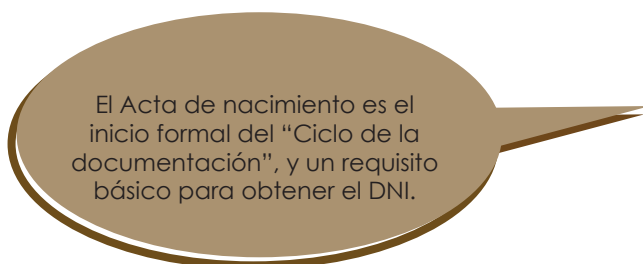 El Acta de nacimiento es el
inicio formal del “Ciclo de la
documentación”, y un requisito
básico para obtener el DNI.